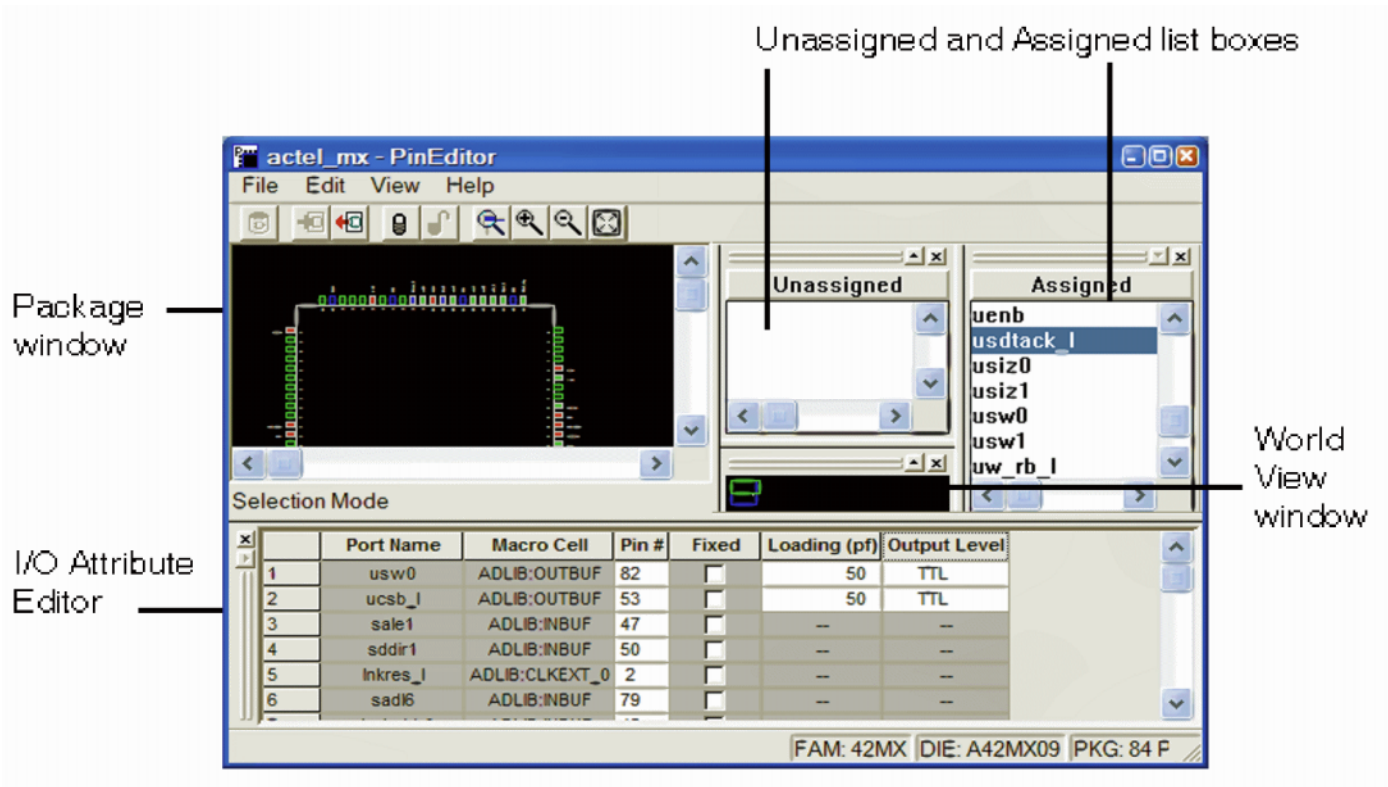 Unassigned and Assigned list boxes
actel_mx - PinEditor
File Edit View Help
Package
window
Unassigned
Assigned
uenb
usdtack_l
usiz0
usiz1
usw0
usw1
uw_rb_l
World
View
window
Selection Mode
I/O Attribute
Editor
Port Name Macro Cell Pin # Fixed Loading (pf) Output Level
1 usw0 ADLIB:OUTBUF 82 50 TTL
2 ucsb_l ADLIB:OUTBUF 53 50 TTL
3 sale1 ADLIB:INBUF 47 -- --
4 sddir1 ADLIB:INBUF 50 -- --
5 lnkres_l ADLIB:CLKEXT_0 2 -- --
6 sadl6 ADLIB:INBUF 79 -- --
FAM: 42MX DIE: A42MX09 PKG: 84 P